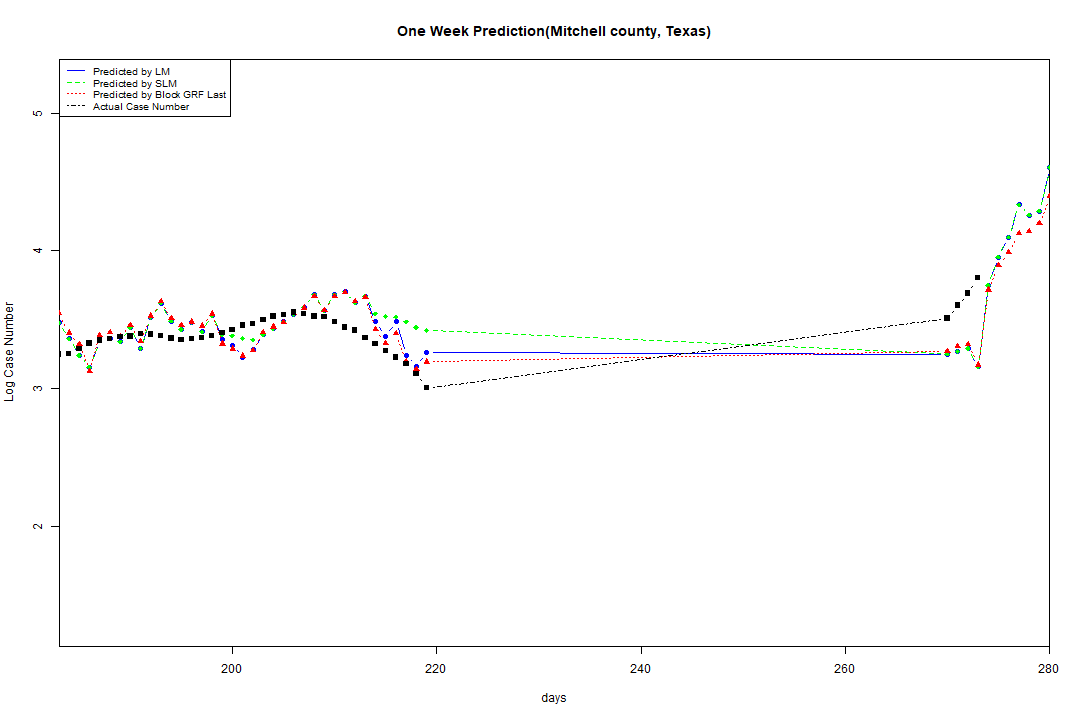 One Week Prediction(Mitchell county, Texas)
Predicted by LM
Predicted by SLM
Predicted by Block GRF Last
Actual Case Number
5
4
3
2
Log Case Number
200 220 240 260 280
days